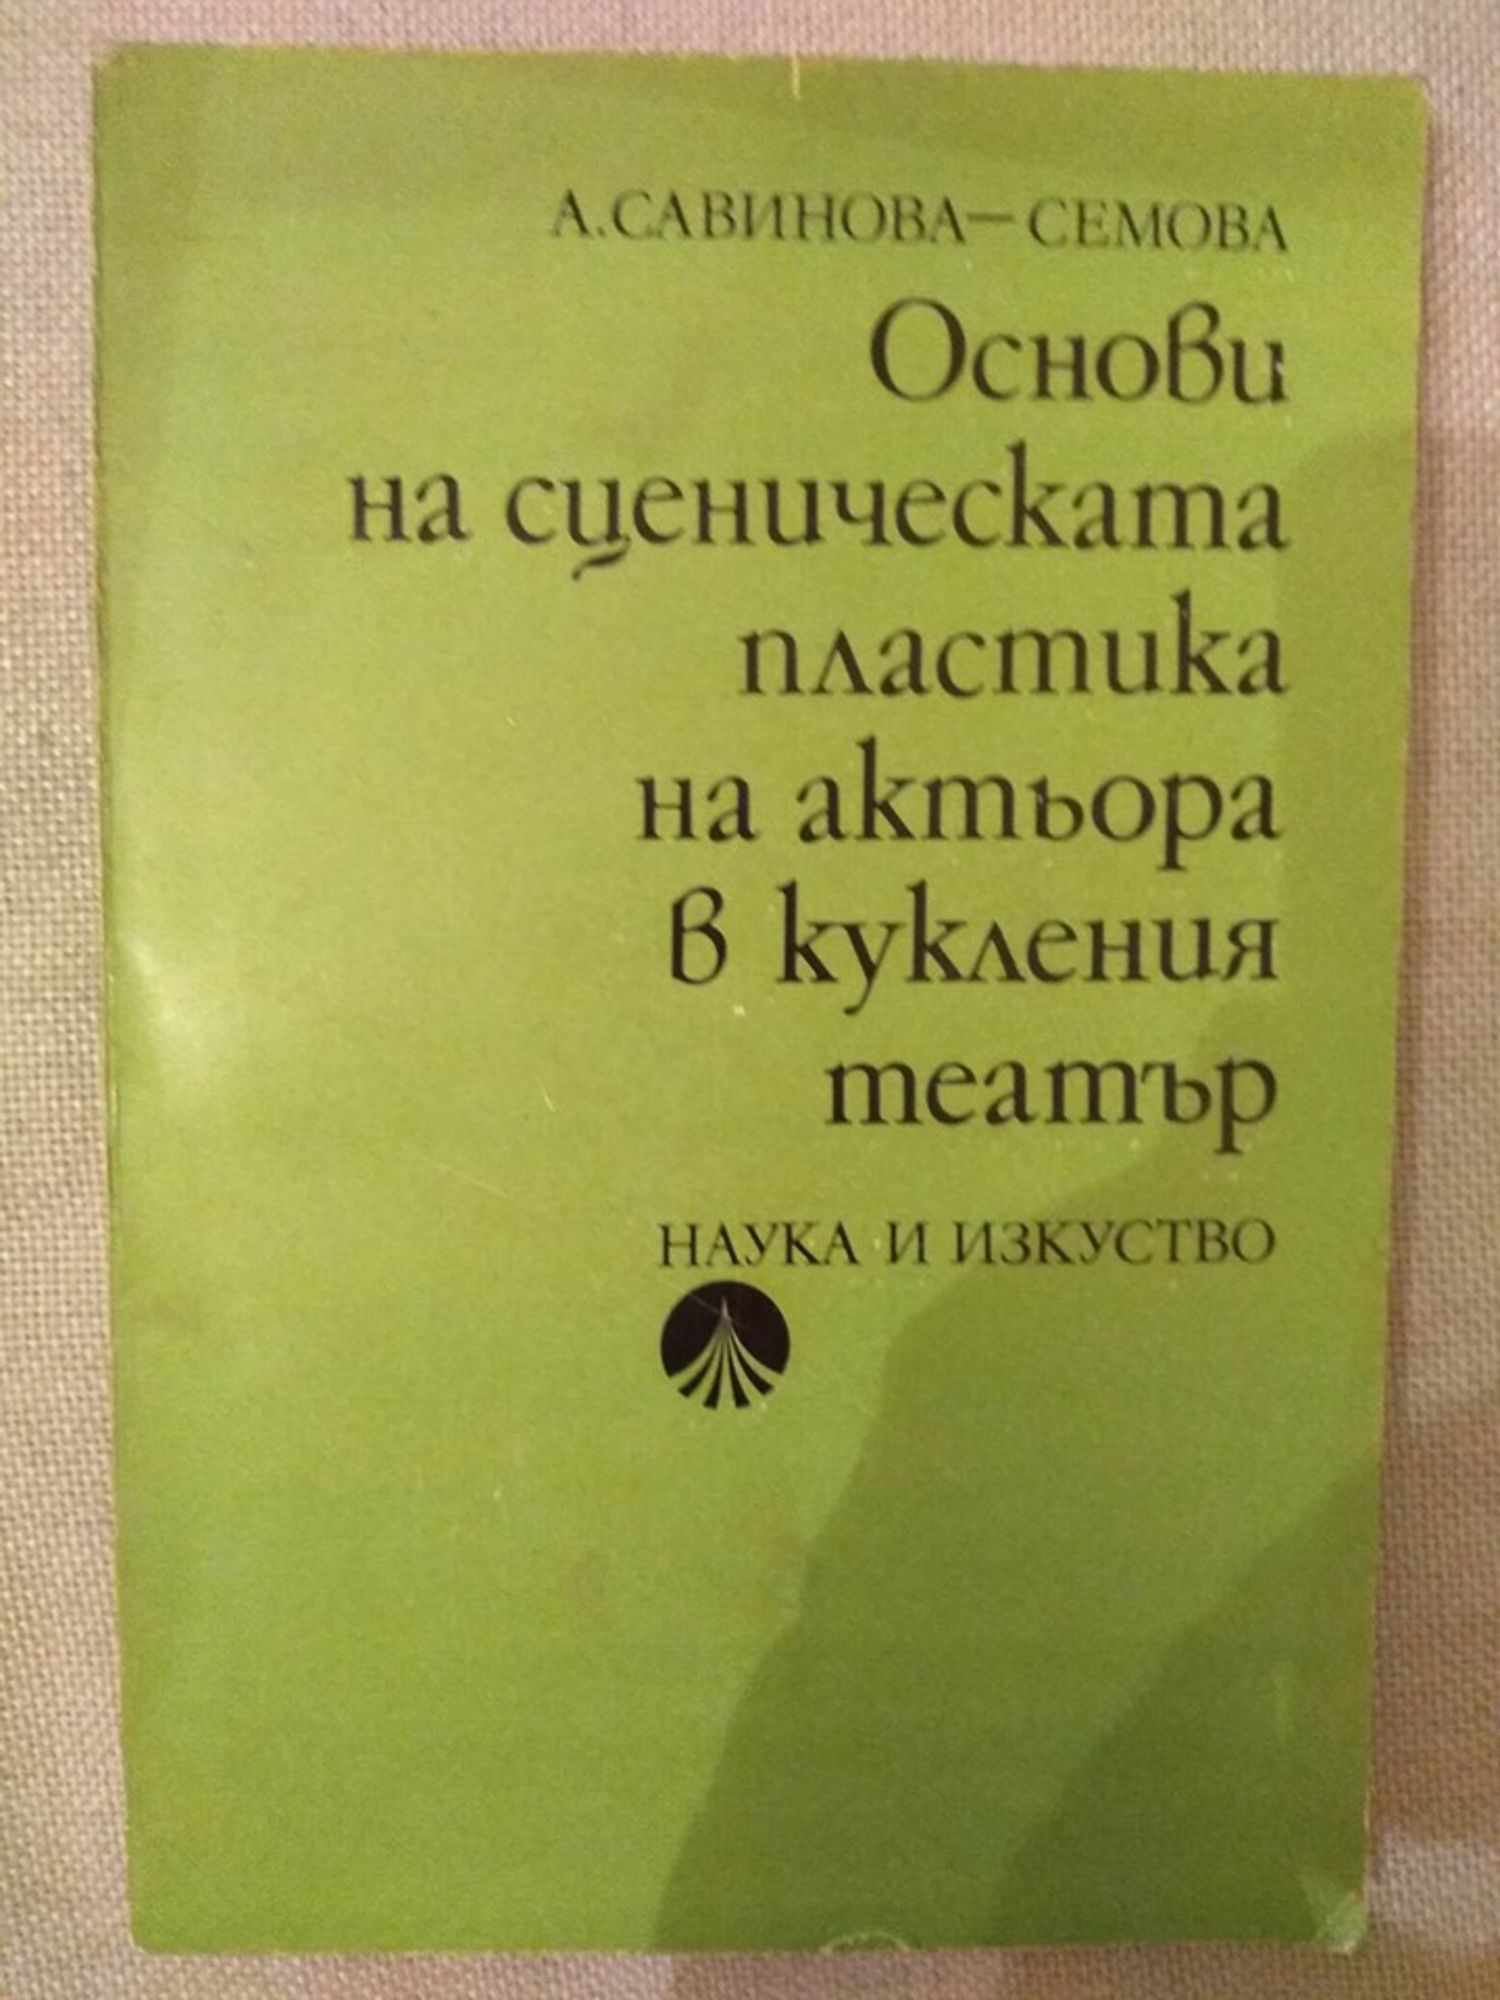 А. САВИНОВА – СЕМОВА
Основи
на сценическата
пластика
на актьора
в кукления
театър
НАУКА И ИЗКУСТВО